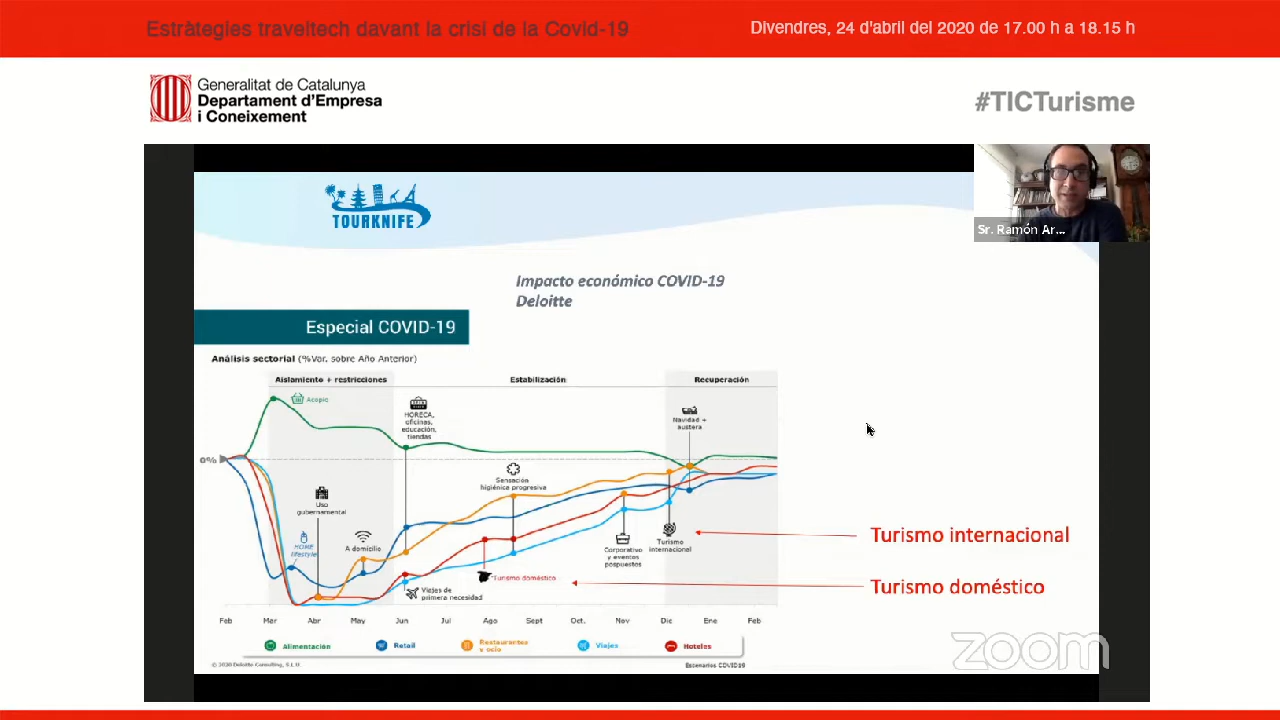 Estràtegies traveltech davant la crisi de la Covid-19
Divendres, 24 d'abril del 2020 de 17.00 h a 18.15 h
Generalitat de Catalunya
Departament d'Empresa
i Coneixement
#TICTurisme
TOURKNIFE
Sr. Ramón Ar...
Impacto económico COVID-19
Deloitte
Especial COVID-19
Análisis sectorial (%Var. sobre Año Anterior)
Aislamiento + restricciones
Estabilización
Recuperación
Acopio
HORECA,
oficinas,
educación,
tiendas
Navidad +
austera
0%
Sensación
higiénica progresiva
Uso
gubernamental
HOME
lifestyle
A domicilio
Corporativo
y eventos
pospuestos
Turismo
internacional
Turismo internacional
Turismo doméstico
Turismo doméstico
Viajes de
primera necesidad
Feb Mar Abr May Jun Jul Ago Sept Oct. Nov Dic Ene Feb
Alimentación
Retail
Restaurantes
y ocio
Viajes
Hoteles
© 2020 Deloitte Consulting, S.L.U.
Escenarios COVID19
zoom